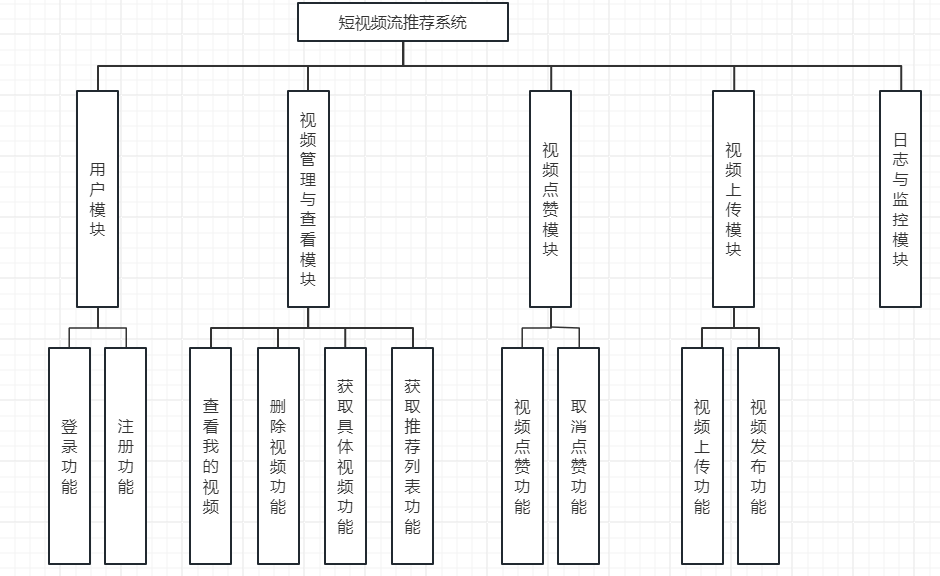 短视频流推荐系统
用户模块
视频管理与查看模块
视频点赞模块
视频上传模块
日志与监控模块
登录功能
注册功能
查看我的视频
删除视频功能
获取具体视频功能
获取推荐列表功能
视频点赞功能
取消点赞功能
视频上传功能
视频发布功能